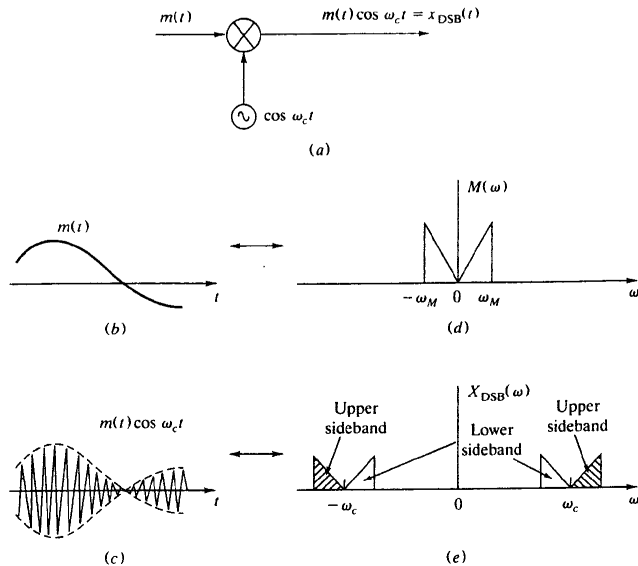 m(t)
m(t) cos ω_c t = x_DSB(t)
cos ω_c t
(a)
m(t)
t
(b)
M(ω)
−ω_M 0 ω_M ω
(d)
m(t) cos ω_c t
t
(c)
X_DSB(ω)
Upper
sideband
Lower
sideband
Upper
sideband
−ω_c 0 ω_c ω
(e)